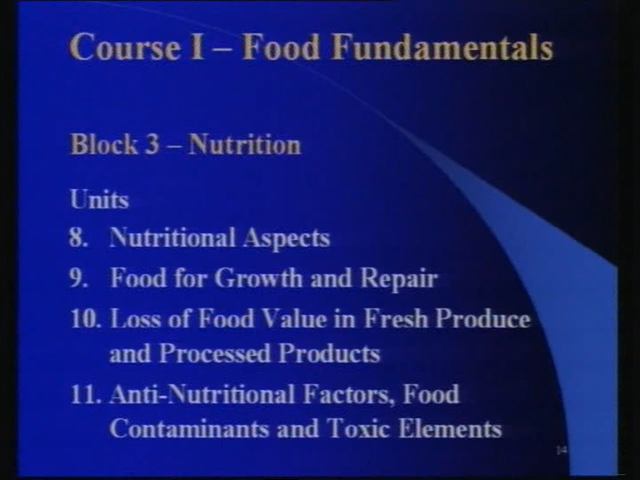 Course I – Food Fundamentals
Block 3 – Nutrition
Units
8. Nutritional Aspects
9. Food for Growth and Repair
10. Loss of Food Value in Fresh Produce
and Processed Products
11. Anti-Nutritional Factors, Food
Contaminants and Toxic Elements
14